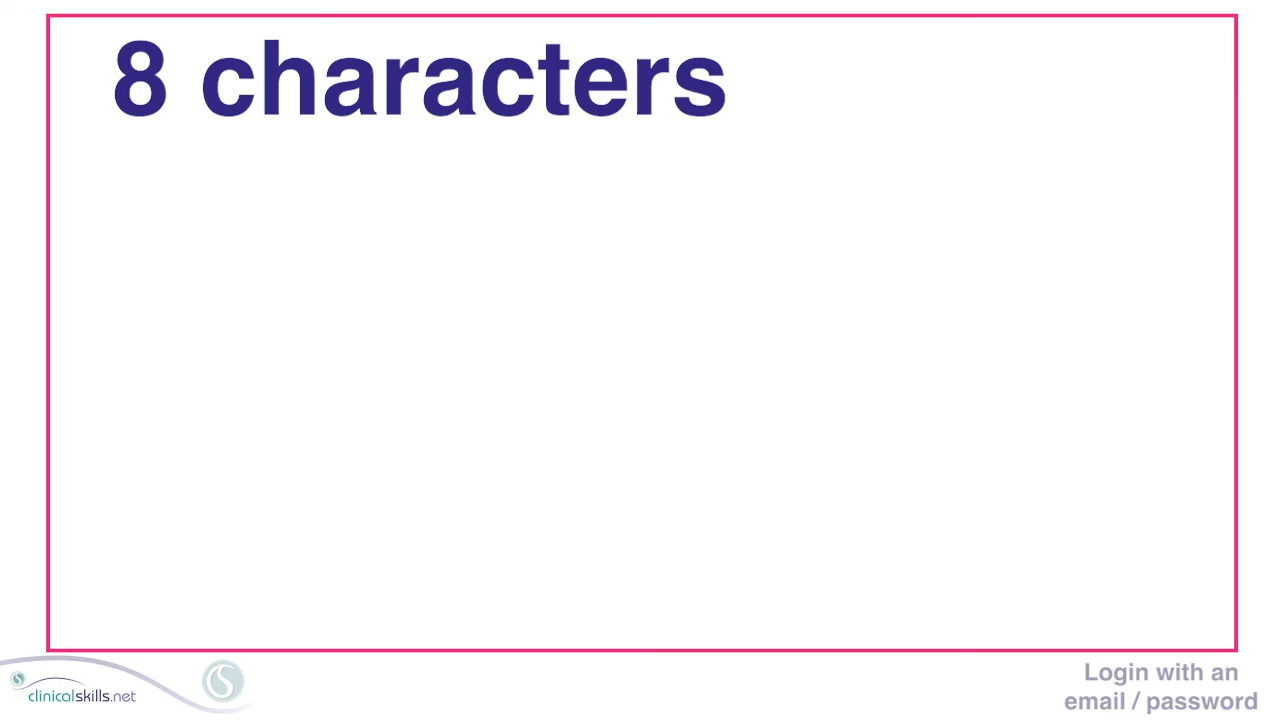 8 characters
clinicalskills.net
Login with an
email / password